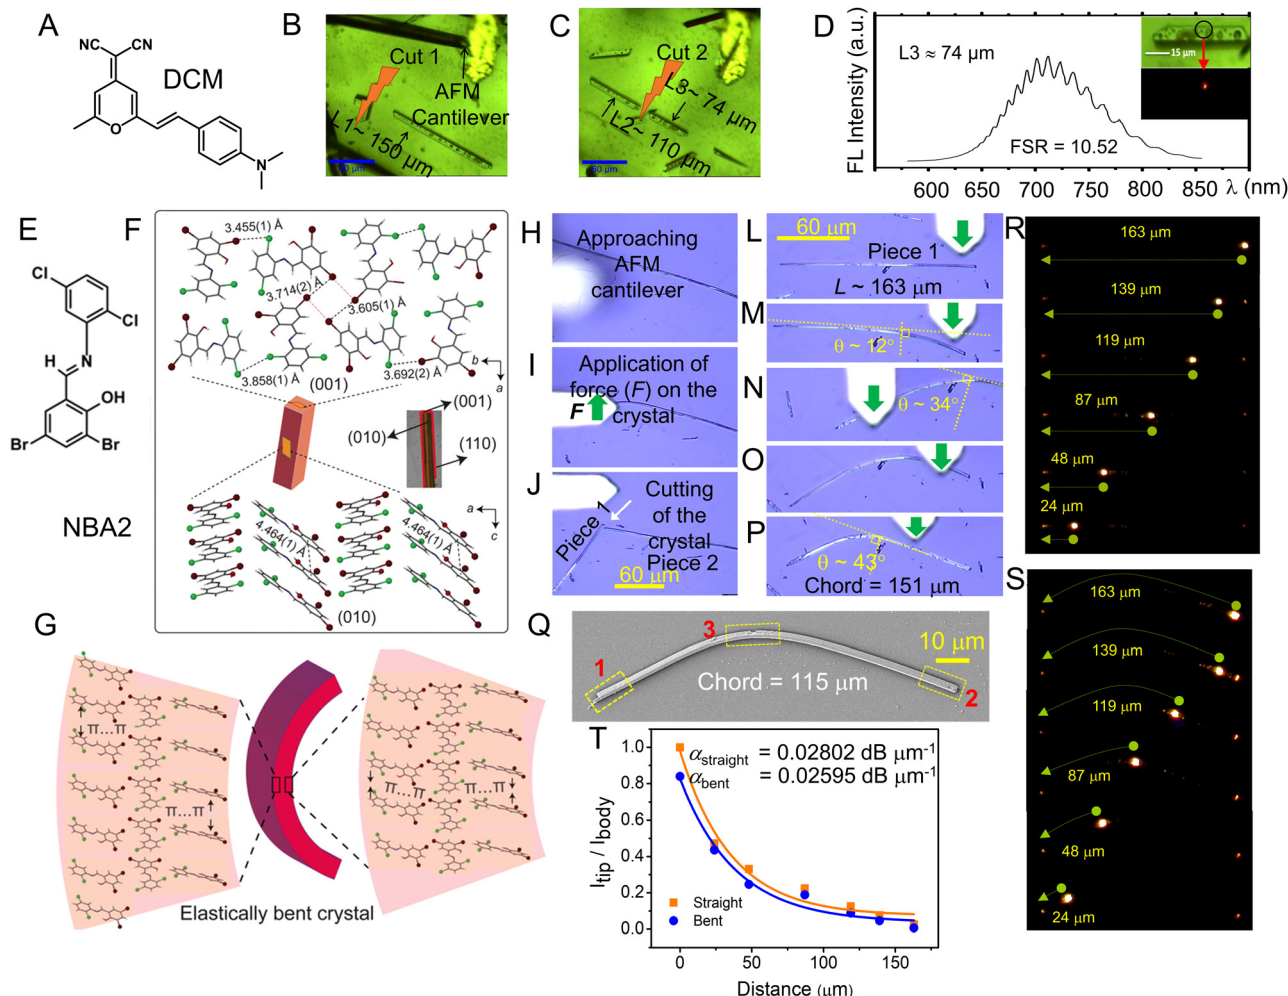 A
CN CN
DCM
O
N
B
Cut 1
AFM
Cantilever
L1~ 150 μm
60 μm
C
Cut 2
L3~ 74 μm
L2~ 110 μm
60 μm
D
FL Intensity (a.u.)
L3 ≈ 74 μm
15 μm
FSR = 10.52
600 650 700 750 800 850
λ (nm)
E
Cl
Cl
N
H
OH
Br
Br
NBA2
F
3.455(1) Å
3.714(2) Å
3.605(1) Å
3.858(1) Å
(001)
3.692(2) Å
b
a
(001)
(010)
(110)
4.464(1) Å
4.464(1) Å
a
c
(010)
G
π...π
π...π
π...π
π...π
Elastically bent crystal
H
Approaching
AFM
cantilever
I
Application of
force (F) on the
crystal
F
J
Piece 1
Cutting
of the
crystal
Piece 2
60 μm
L
60 μm
Piece 1
L ~ 163 μm
M
θ ~ 12°
N
θ ~ 34°
O
P
θ ~ 43°
Chord = 151 μm
Q
1
3
2
10 μm
Chord = 115 μm
R
163 μm
139 μm
119 μm
87 μm
48 μm
24 μm
S
163 μm
139 μm
119 μm
87 μm
48 μm
24 μm
T
αstraight = 0.02802 dB μm-1
αbent = 0.02595 dB μm-1
Itip / Ibody
1.0
0.8
0.6
0.4
0.2
0.0
Straight
Bent
0 50 100 150
Distance (μm)